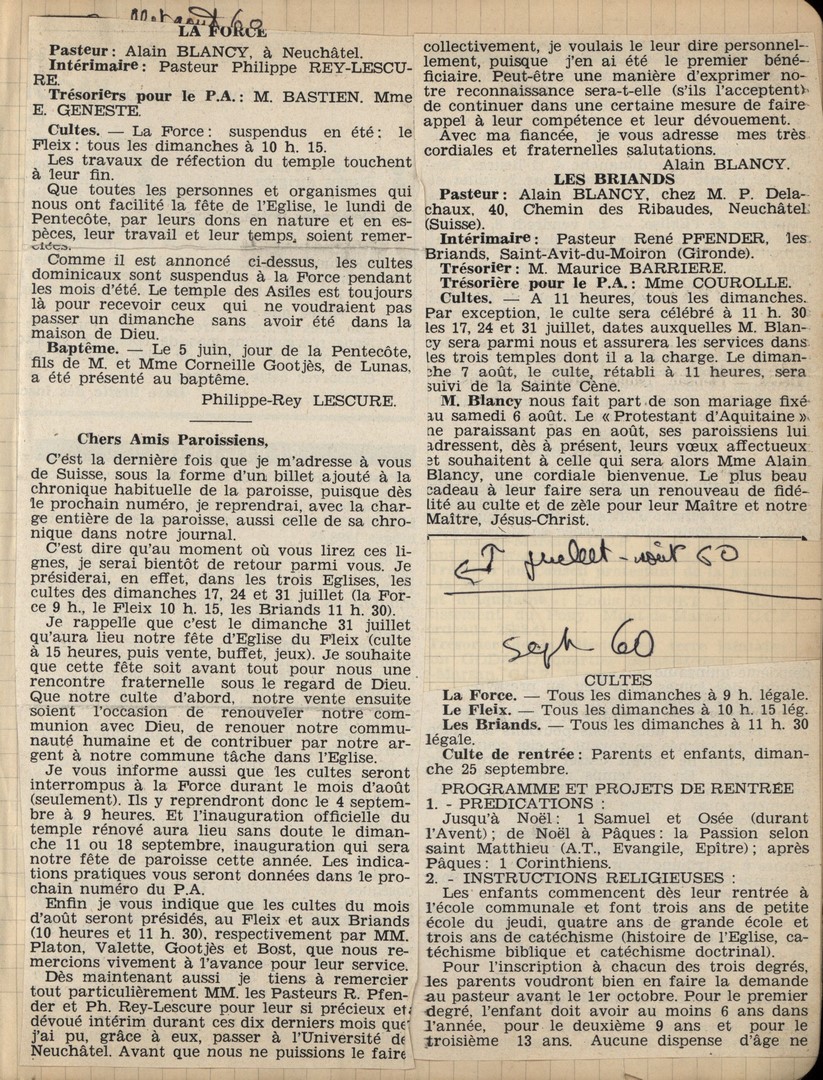 LA FORCE
Pasteur : Alain BLANCY, à Neuchâtel.
Intérimaire : Pasteur Philippe REY-LESCU-
RE.
Trésoriers pour le P.A. : M. BASTIEN. Mme
E. GENESTE.
Cultes. — La Force : suspendus en été : le
Fleix : tous les dimanches à 10 h. 15.
Les travaux de réfection du temple touchent
à leur fin.
Que toutes les personnes et organismes qui
nous ont facilité la fête de l'Eglise, le lundi de
Pentecôte, par leurs dons en nature et en es-
pèces, leur travail et leur temps, soient remer-
ciées.
Comme il est annoncé ci-dessus, les cultes
dominicaux sont suspendus à la Force pendant
les mois d'été. Le temple des Asiles est toujours
là pour recevoir ceux qui ne voudraient pas
passer un dimanche sans avoir été dans la
maison de Dieu.
Baptême. — Le 5 juin, jour de la Pentecôte,
fils de M. et Mme Corneille Gootjès, de Lunas,
a été présenté au baptême.
Philippe-Rey LESCURE.
Chers Amis Paroissiens,
C'est la dernière fois que je m'adresse à vous
de Suisse, sous la forme d'un billet ajouté à la
chronique habituelle de la paroisse, puisque dès
le prochain numéro, je reprendrai, avec la char-
ge entière de la paroisse, aussi celle de sa chro-
nique dans notre journal.
C'est dire qu'au moment où vous lirez ces li-
gnes, je serai bientôt de retour parmi vous. Je
présiderai, en effet, dans les trois Eglises, les
cultes des dimanches 17, 24 et 31 juillet (la For-
ce 9 h., le Fleix 10 h. 15, les Briands 11 h. 30).
Je rappelle que c'est le dimanche 31 juillet
qu'aura lieu notre fête d'Eglise du Fleix (culte
à 15 heures, puis vente, buffet, jeux). Je souhaite
que cette fête soit avant tout pour nous une
rencontre fraternelle sous le regard de Dieu.
Que notre culte d'abord, notre vente ensuite
soient l'occasion de renouveler notre com-
munion avec Dieu, de renouer notre commu-
nauté humaine et de contribuer par notre ar-
gent à notre commune tâche dans l'Eglise.
Je vous informe aussi que les cultes seront
interrompus à la Force durant le mois d'août
(seulement). Ils y reprendront donc le 4 septem-
bre à 9 heures. Et l'inauguration officielle du
temple rénové aura lieu sans doute le diman-
che 11 ou 18 septembre, inauguration qui sera
notre fête de paroisse cette année. Les indica-
tions pratiques vous seront données dans le pro-
chain numéro du P.A.
Enfin je vous indique que les cultes du mois
d'août seront présidés, au Fleix et aux Briands
(10 heures et 11 h. 30), respectivement par MM.
Platon, Valette, Gootjès et Bost, que nous re-
mercions vivement à l'avance pour leur service.
Dès maintenant aussi je tiens à remercier
tout particulièrement MM. les Pasteurs R. Pfen-
der et Ph. Rey-Lescure pour leur si précieux et
dévoué intérim durant ces dix derniers mois que
j'ai pu, grâce à eux, passer à l'Université de
Neuchâtel. Avant que nous ne puissions le faire
collectivement, je voulais le leur dire personnel-
lement, puisque j'en ai été le premier béné-
ficiaire. Peut-être une manière d'exprimer no-
tre reconnaissance sera-t-elle (s'ils l'acceptent)
de continuer dans une certaine mesure de faire
appel à leur compétence et leur dévouement.
Avec ma fiancée, je vous adresse mes très
cordiales et fraternelles salutations.
Alain BLANCY.
LES BRIANDS
Pasteur : Alain BLANCY, chez M. P. Dela-
chaux, 40, Chemin des Ribaudes, Neuchâtel
(Suisse).
Intérimaire : Pasteur René PFENDER, les
Briands, Saint-Avit-du-Moiron (Gironde).
Trésorier : M. Maurice BARRIERE.
Trésorière pour le P.A. : Mme COUROLLE.
Cultes. — A 11 heures, tous les dimanches.
Par exception, le culte sera célébré à 11 h. 30
les 17, 24 et 31 juillet, dates auxquelles M. Blan-
cy sera parmi nous et assurera les services dans
les trois temples dont il a la charge. Le diman-
che 7 août, le culte, rétabli à 11 heures, sera
suivi de la Sainte Cène.
M. Blancy nous fait part de son mariage fixé
au samedi 6 août. Le « Protestant d'Aquitaine »
ne paraissant pas en août, ses paroissiens lui
adressent, dès à présent, leurs vœux affectueux
et souhaitent à celle qui sera alors Mme Alain
Blancy, une cordiale bienvenue. Le plus beau
cadeau à leur faire sera un renouveau de fidé-
lité au culte et de zèle pour leur Maître et notre
Maître, Jésus-Christ.
juillet - août 60
sept 60
CULTES
La Force. — Tous les dimanches à 9 h. légale.
Le Fleix. — Tous les dimanches à 10 h. 15 lég.
Les Briands. — Tous les dimanches à 11 h. 30
légale.
Culte de rentrée : Parents et enfants, diman-
che 25 septembre.
PROGRAMME ET PROJETS DE RENTRÉE
1. - PREDICATIONS :
Jusqu'à Noël : 1 Samuel et Osée (durant
l'Avent) ; de Noël à Pâques : la Passion selon
saint Matthieu (A.T., Evangile, Epître) ; après
Pâques : 1 Corinthiens.
2. - INSTRUCTIONS RELIGIEUSES :
Les enfants commencent dès leur rentrée à
l'école communale et font trois ans de petite
école du jeudi, quatre ans de grande école et
trois ans de catéchisme (histoire de l'Eglise, ca-
téchisme biblique et catéchisme doctrinal).
Pour l'inscription à chacun des trois degrés,
les parents voudront bien en faire la demande
au pasteur avant le 1er octobre. Pour le premier
degré, l'enfant doit avoir au moins 6 ans dans
l'année, pour le deuxième 9 ans et pour le
troisième 13 ans. Aucune dispense d'âge ne